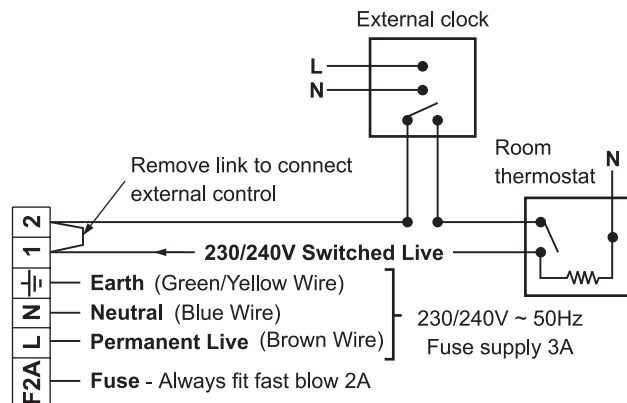 External clock
L
N
Remove link to connect
external control
Room
thermostat
N
2
1
230/240V Switched Live
Earth (Green/Yellow Wire)
N
Neutral (Blue Wire)
L
Permanent Live (Brown Wire)
230/240V ~ 50Hz
Fuse supply 3A
F2A
Fuse - Always fit fast blow 2A